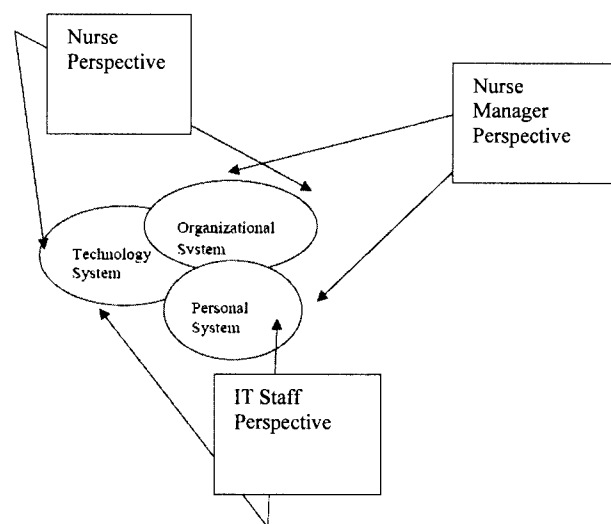 Nurse
Perspective
Nurse
Manager
Perspective
Organizational
System
Technology
System
Personal
System
IT Staff
Perspective